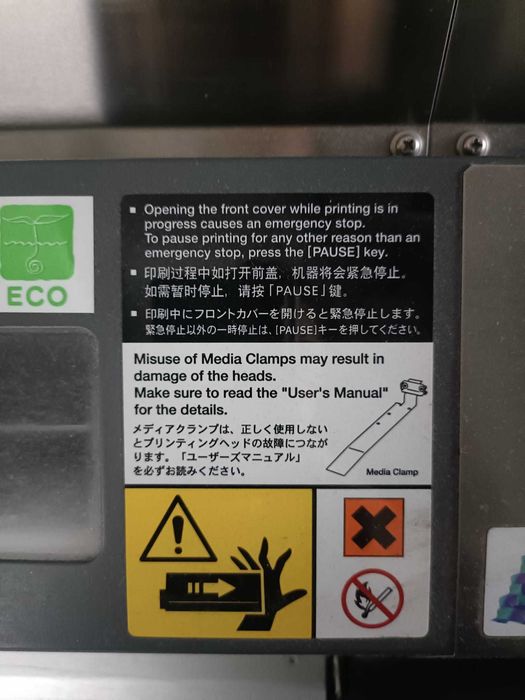 ECO
▪ Opening the front cover while printing is in
progress causes an emergency stop.
To pause printing for any other reason than an
emergency stop, press the [PAUSE] key.
▪ 印刷过程中如打开前盖，机器将会紧急停止。
如需暂时停止，请按「PAUSE」键。
▪ 印刷中にフロントカバーを開けると緊急停止します。
緊急停止以外の一時停止は、[PAUSE]キーを押してください。
Misuse of Media Clamps may result in
damage of the heads.
Make sure to read the "User's Manual"
for the details.
メディアクランプは、正しく使用しない
とプリンティングヘッドの故障につなが
ります。「ユーザーズマニュアル」
を必ずお読みください。
Media Clamp